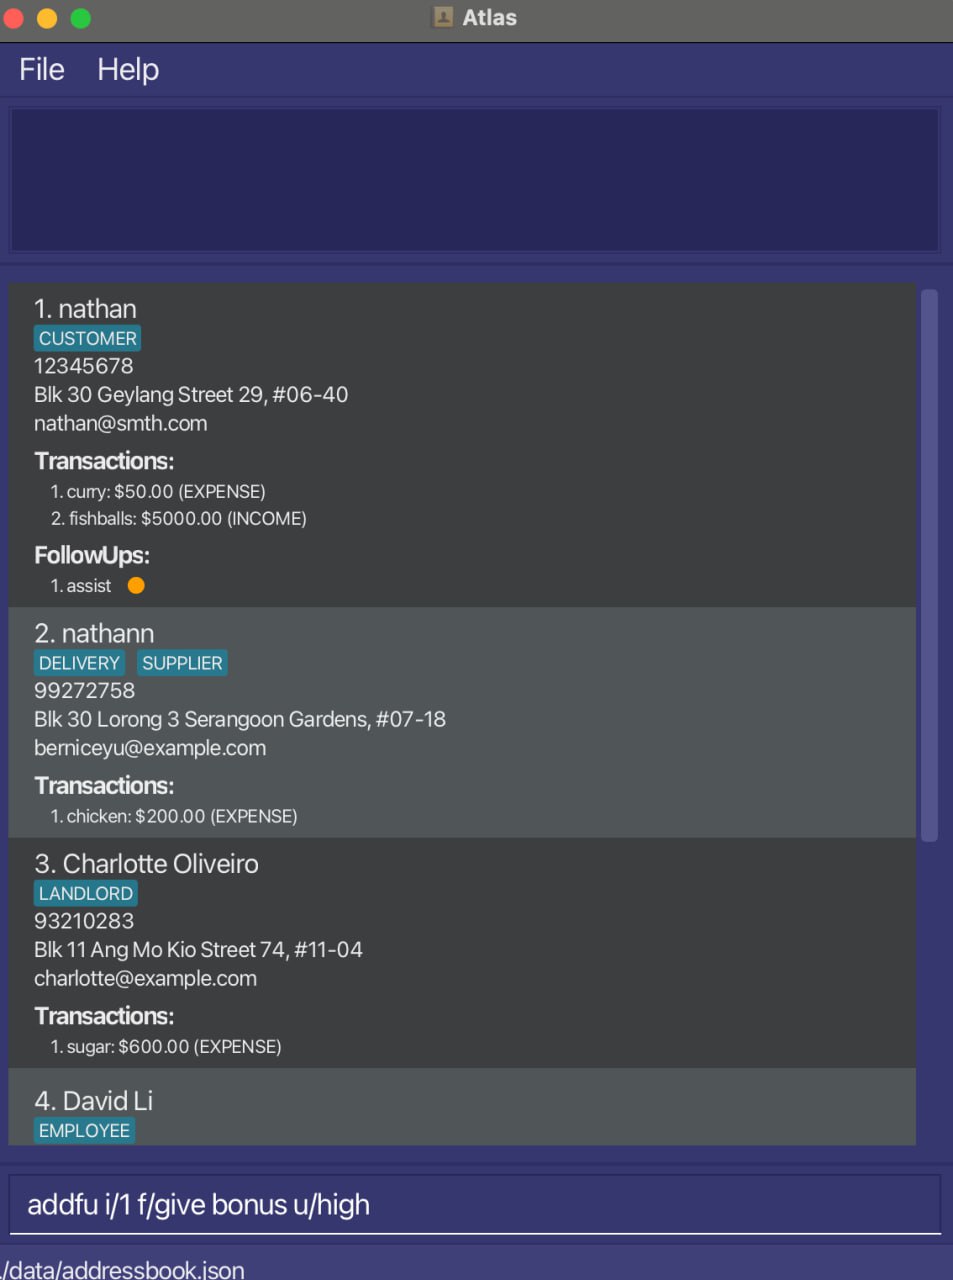 Atlas
File Help
1. nathan
CUSTOMER
12345678
Blk 30 Geylang Street 29, #06-40
nathan@smth.com
Transactions:
1. curry: $50.00 (EXPENSE)
2. fishballs: $5000.00 (INCOME)
FollowUps:
1. assist
2. nathann
DELIVERY SUPPLIER
99272758
Blk 30 Lorong 3 Serangoon Gardens, #07-18
berniceyu@example.com
Transactions:
1. chicken: $200.00 (EXPENSE)
3. Charlotte Oliveiro
LANDLORD
93210283
Blk 11 Ang Mo Kio Street 74, #11-04
charlotte@example.com
Transactions:
1. sugar: $600.00 (EXPENSE)
4. David Li
EMPLOYEE
addfu i/1 f/give bonus u/high
./data/addressbook.json